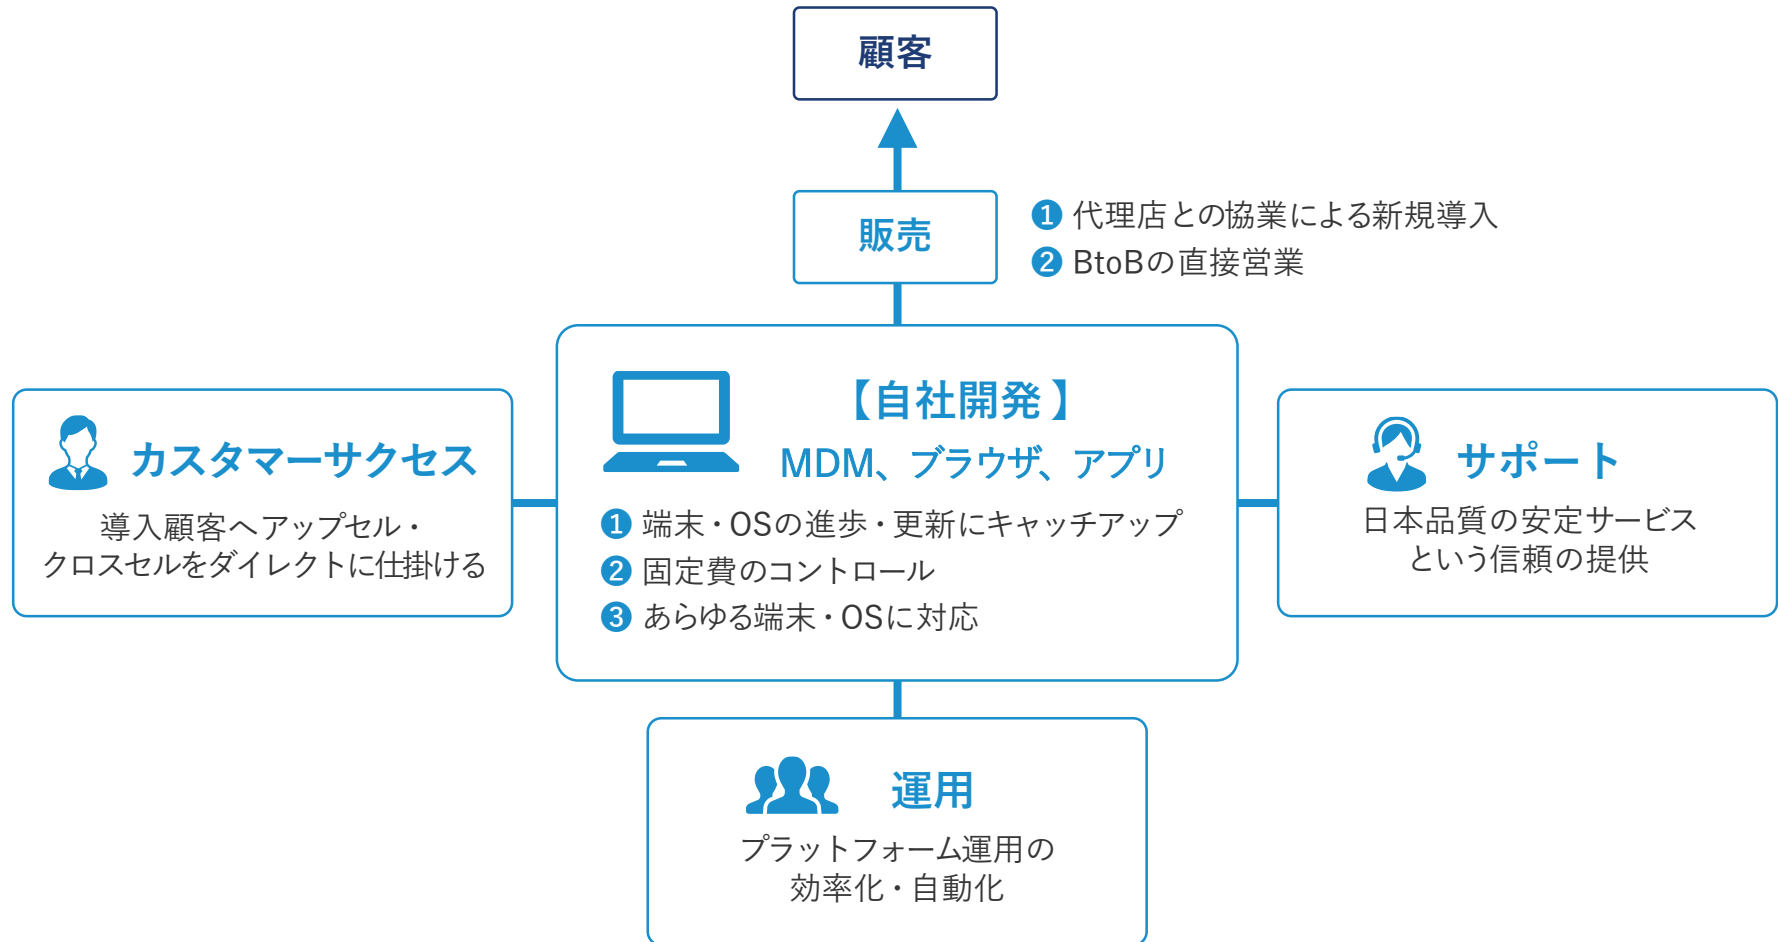 顧客
販売
❶ 代理店との協業による新規導入
❷ BtoBの直接営業
【自社開発】
MDM、ブラウザ、アプリ
❶ 端末・OSの進歩・更新にキャッチアップ
❷ 固定費のコントロール
❸ あらゆる端末・OSに対応
カスタマーサクセス
導入顧客へアップセル・
クロスセルをダイレクトに仕掛ける
サポート
日本品質の安定サービス
という信頼の提供
運用
プラットフォーム運用の
効率化・自動化